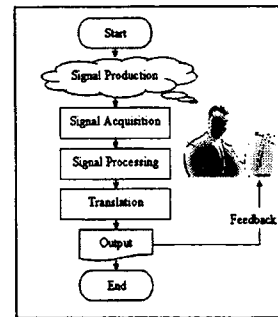 Start
Signal Production
Signal Acquisition
Signal Processing
Translation
Output
Feedback
End